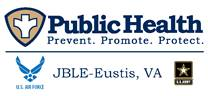 Public Health
Prevent. Promote. Protect.
JBLE-Eustis, VA
U.S. AIR FORCE
U.S. ARMY